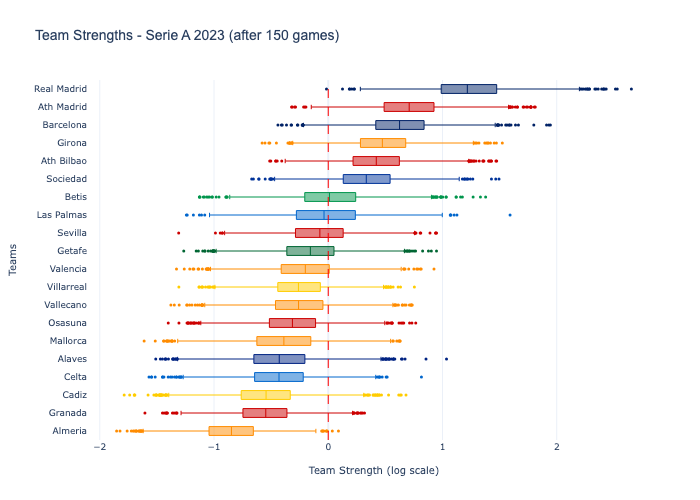 Team Strengths - Serie A 2023 (after 150 games)
Real Madrid
Ath Madrid
Barcelona
Girona
Ath Bilbao
Sociedad
Betis
Las Palmas
Sevilla
Getafe
Valencia
Villarreal
Vallecano
Osasuna
Mallorca
Alaves
Celta
Cadiz
Granada
Almeria
Teams
−2 −1 0 1 2
Team Strength (log scale)